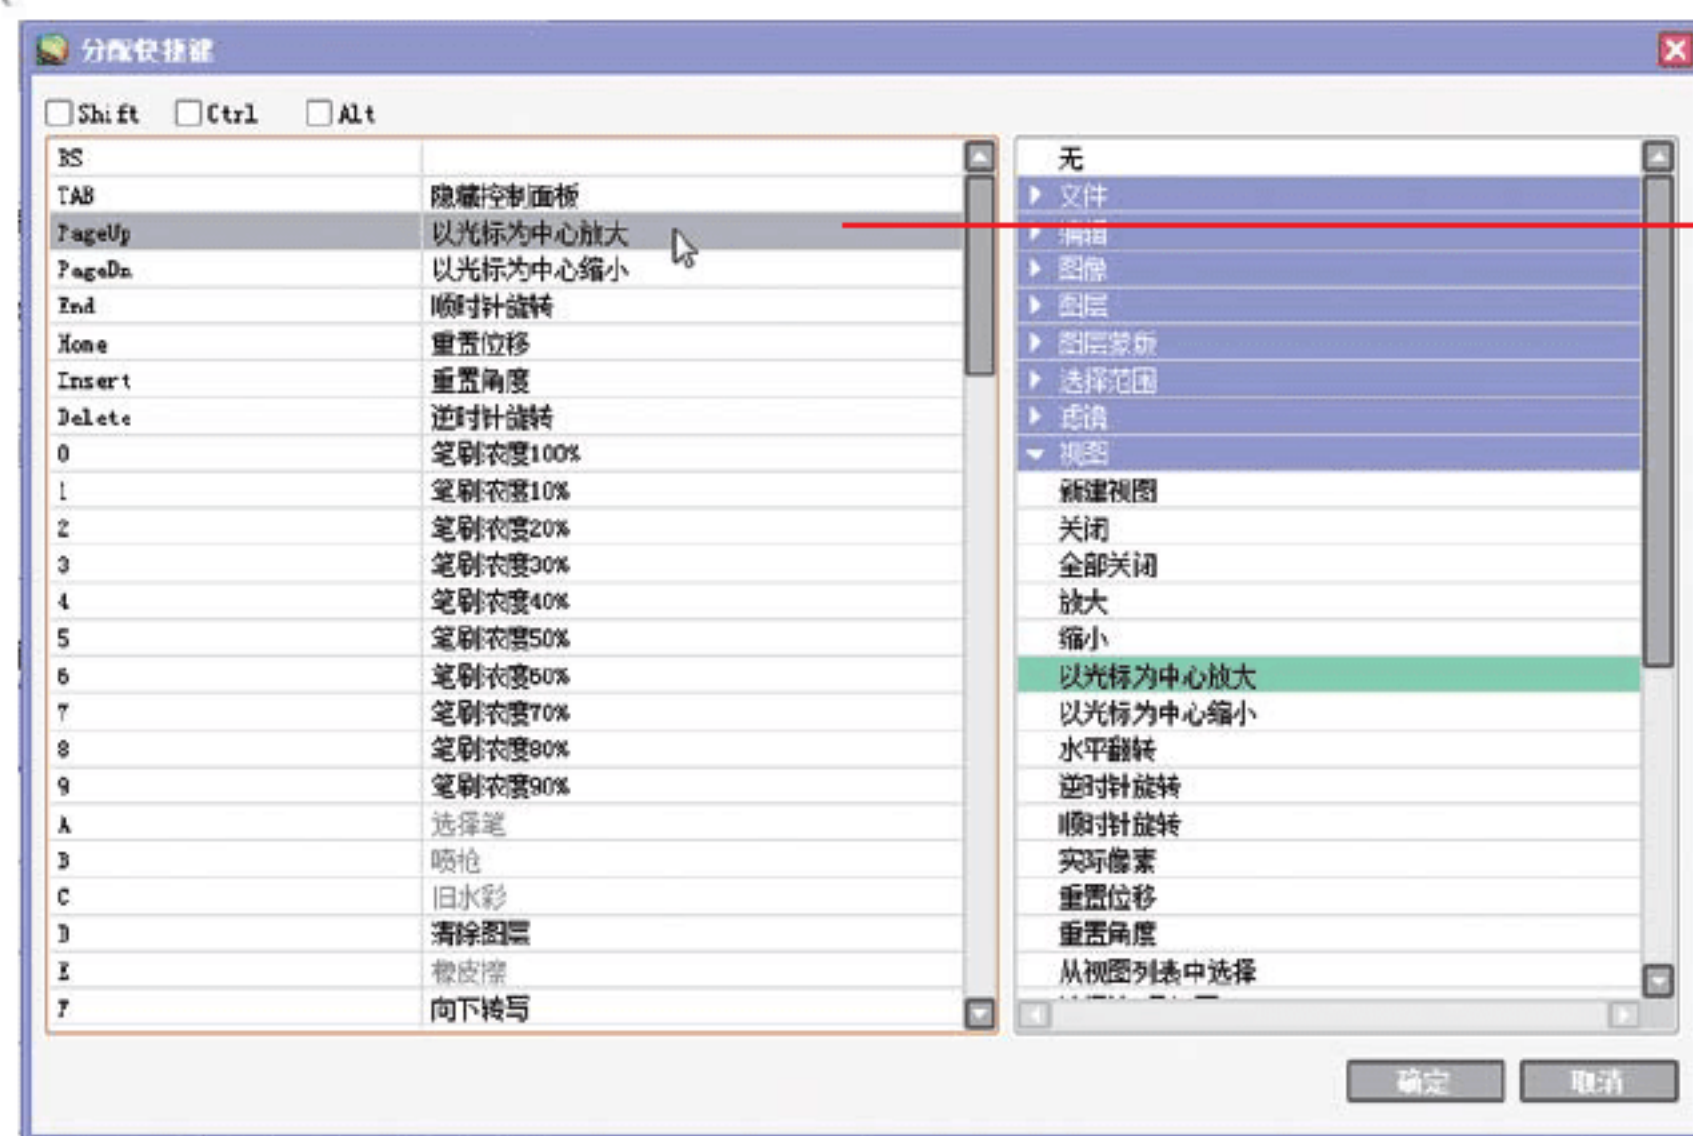 分配快捷键
Shift Ctrl Alt
BS
TAB 隐藏控制面板
PageUp 以光标为中心放大
PageDn 以光标为中心缩小
End 顺时针旋转
Home 重置位移
Insert 重置角度
Delete 逆时针旋转
0 笔刷浓度100%
1 笔刷浓度10%
2 笔刷浓度20%
3 笔刷浓度30%
4 笔刷浓度40%
5 笔刷浓度50%
6 笔刷浓度60%
7 笔刷浓度70%
8 笔刷浓度80%
9 笔刷浓度90%
A 选择笔
B 喷枪
C 旧水彩
D 清除图层
E 橡皮擦
F 向下转写
无
文件
编辑
图像
图层
图层蒙版
选择范围
滤镜
视图
新建视图
关闭
全部关闭
放大
缩小
以光标为中心放大
以光标为中心缩小
水平翻转
逆时针旋转
顺时针旋转
实际像素
重置位移
重置角度
从视图列表中选择
确定 取消